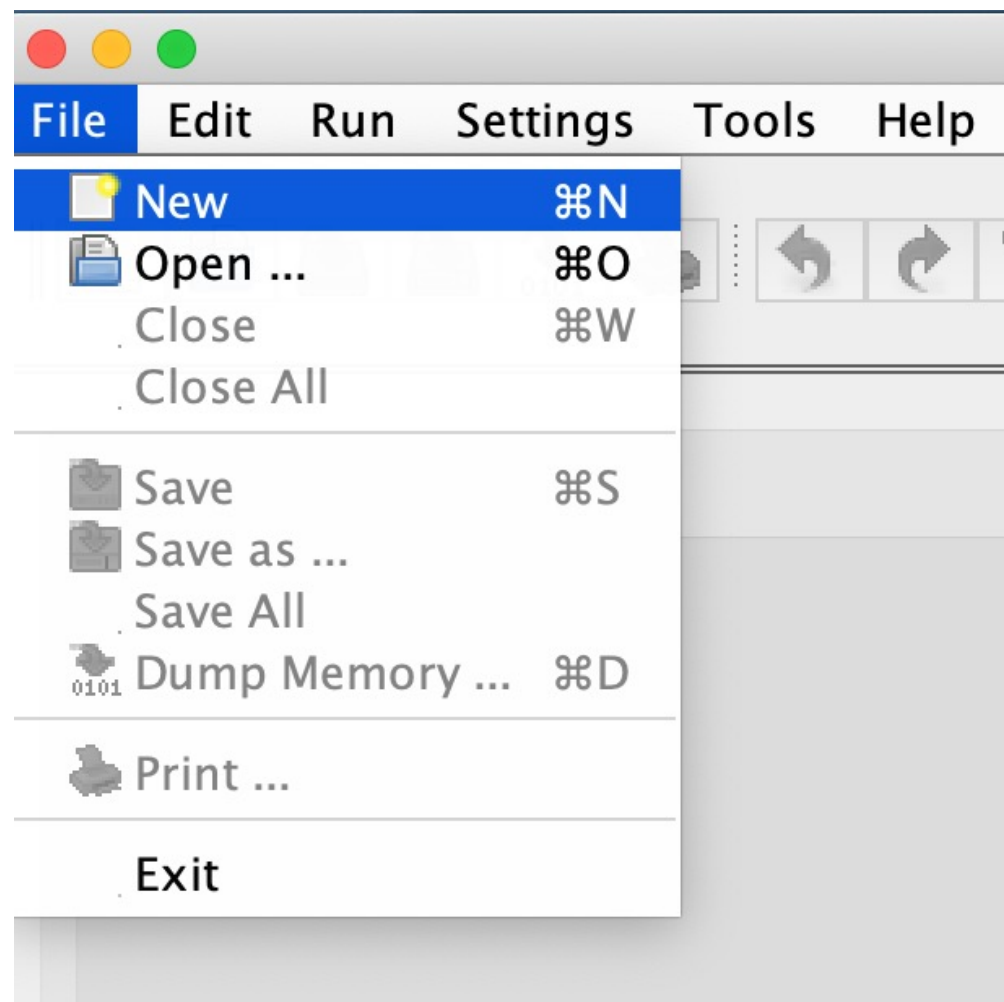 File Edit Run Settings Tools Help
New ⌘N
Open ... ⌘O
Close ⌘W
Close All
Save ⌘S
Save as ...
Save All
0101 Dump Memory ... ⌘D
Print ...
Exit